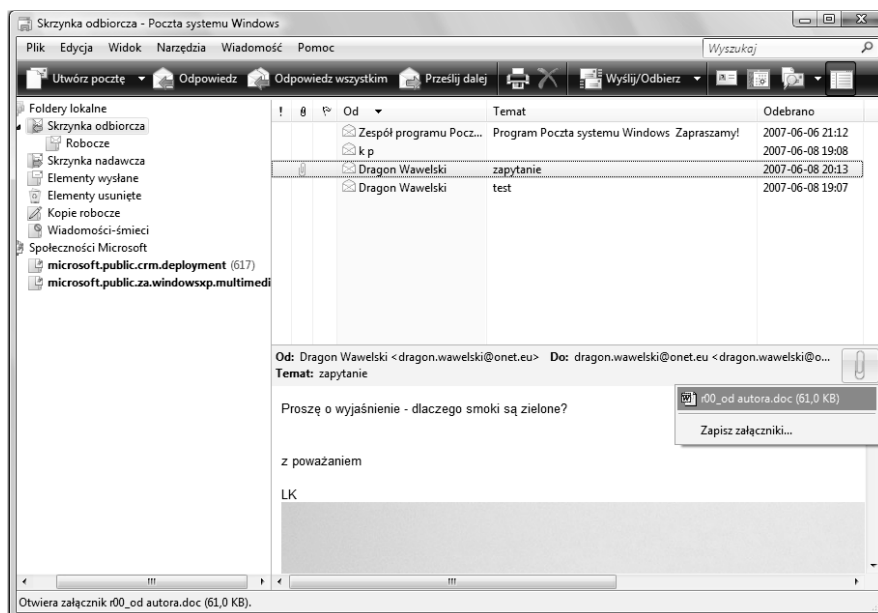 Skrzynka odbiorcza - Poczta systemu Windows
Plik Edycja Widok Narzędzia Wiadomość Pomoc Wyszukaj
Utwórz pocztę Odpowiedz Odpowiedz wszystkim Prześlij dalej Wyślij/Odbierz
Foldery lokalne
Skrzynka odbiorcza
Robocze
Skrzynka nadawcza
Elementy wysłane
Elementy usunięte
Kopie robocze
Wiadomości-śmieci
Społeczności Microsoft
microsoft.public.crm.deployment (617)
microsoft.public.za.windowsxp.multimedi
! Od Temat Odebrano
Zespół programu Pocz... Program Poczta systemu Windows Zapraszamy! 2007-06-06 21:12
k p 2007-06-08 19:08
Dragon Wawelski zapytanie 2007-06-08 20:13
Dragon Wawelski test 2007-06-08 19:07
Od: Dragon Wawelski <dragon.wawelski@onet.eu> Do: dragon.wawelski@onet.eu <dragon.wawelski@o...
Temat: zapytanie
r00_od autora.doc (61,0 KB)
Zapisz załączniki...
Proszę o wyjaśnienie - dlaczego smoki są zielone?
z poważaniem
LK
Otwiera załącznik r00_od autora.doc (61,0 KB).